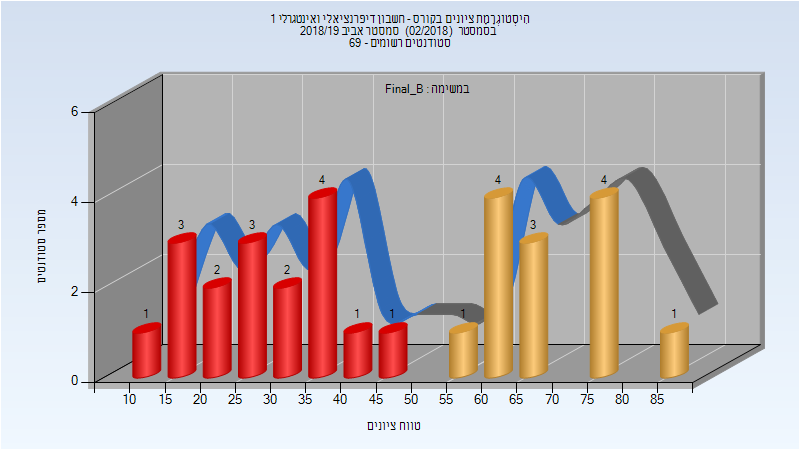 הִיסְטוֹגְרָמַת ציונים בקורס - חשבון דיפרנציאלי ואינטגרלי 1
בסמסטר (02/2018) סמסטר אביב 2018/19
סטודנטים רשומים - 69
במשימה : Final_B
מספר סטודנטים
6
4
2
0
1
3
2
3
2
4
1
1
1
4
3
4
1
10 15 20 25 30 35 40 45 50 55 60 65 70 75 80 85
טווח ציונים